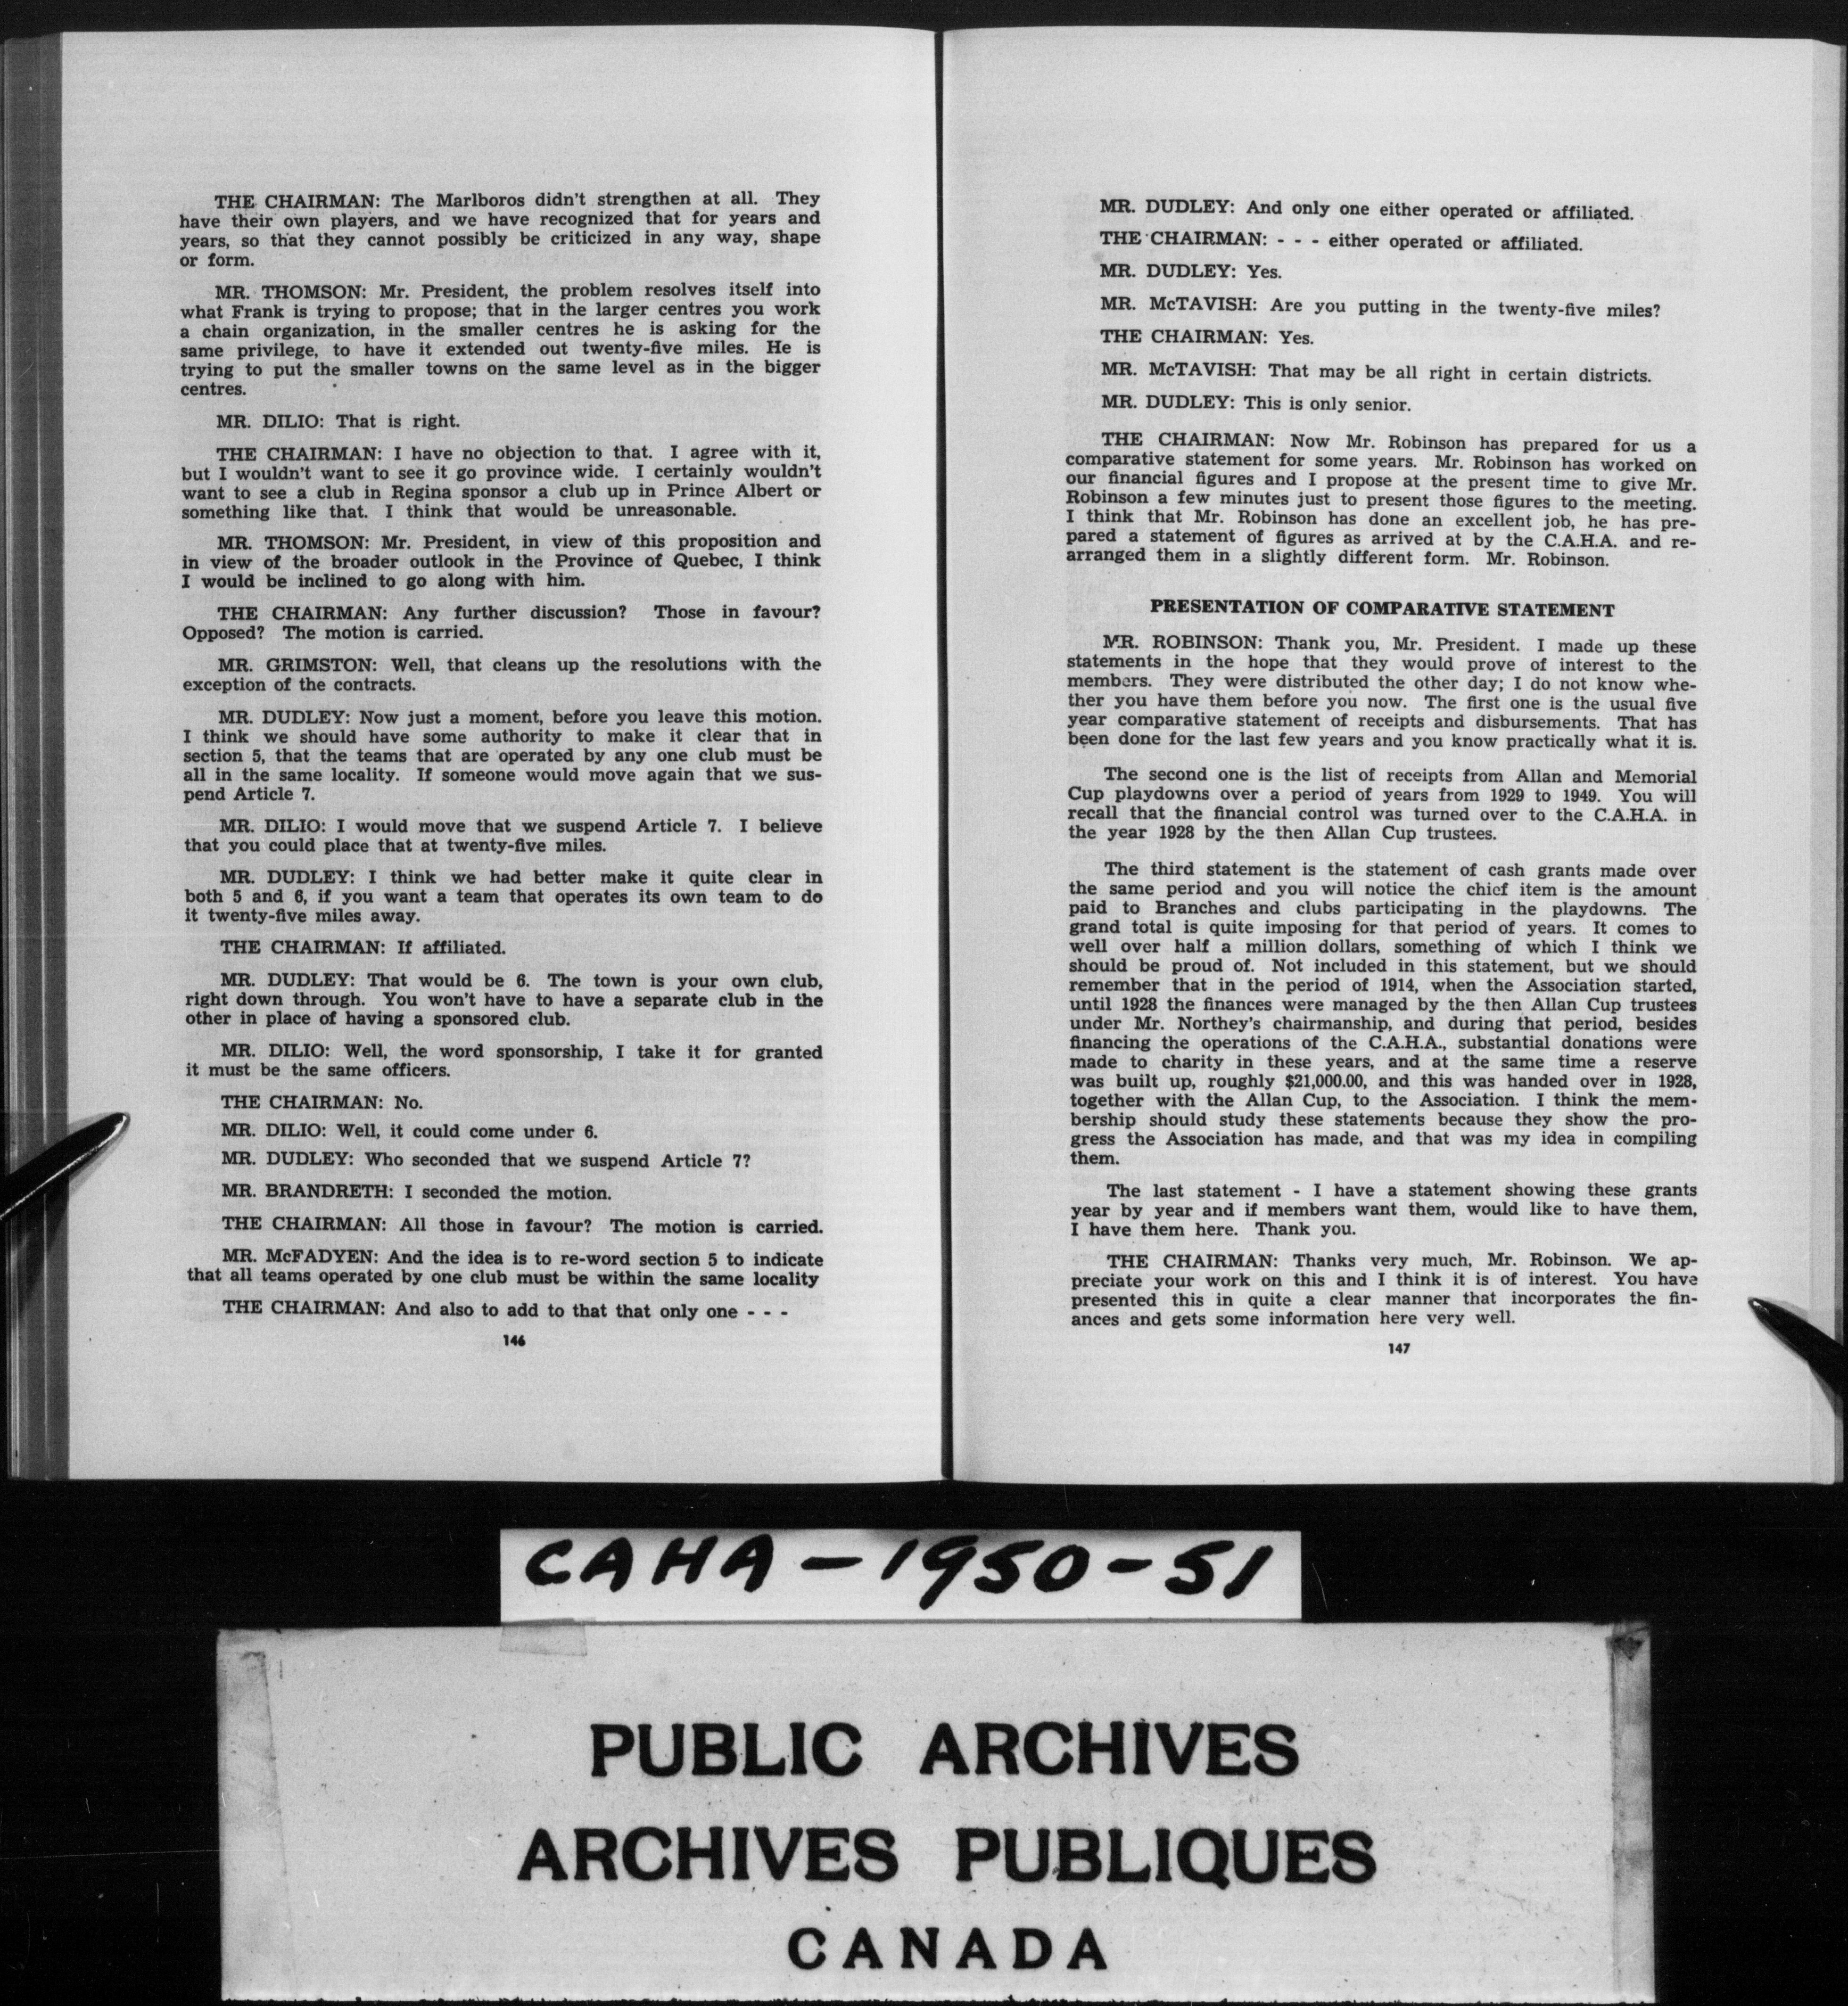 THE CHAIRMAN: The Marlboros didn't strengthen at all. They
have their own players, and we have recognized that for years and
years, so that they cannot possibly be criticized in any way, shape
or form.
MR. THOMSON: Mr. President, the problem resolves itself into
what Frank is trying to propose; that in the larger centres you work
a chain organization, in the smaller centres he is asking for the
same privilege, to have it extended out twenty-five miles. He is
trying to put the smaller towns on the same level as in the bigger
centres.
MR. DILIO: That is right.
THE CHAIRMAN: I have no objection to that. I agree with it,
but I wouldn't want to see it go province wide. I certainly wouldn't
want to see a club in Regina sponsor a club up in Prince Albert or
something like that. I think that would be unreasonable.
MR. THOMSON: Mr. President, in view of this proposition and
in view of the broader outlook in the Province of Quebec, I think
I would be inclined to go along with him.
THE CHAIRMAN: Any further discussion? Those in favour?
Opposed? The motion is carried.
MR. GRIMSTON: Well, that cleans up the resolutions with the
exception of the contracts.
MR. DUDLEY: Now just a moment, before you leave this motion.
I think we should have some authority to make it clear that in
section 5, that the teams that are operated by any one club must be
all in the same locality. If someone would move again that we sus-
pend Article 7.
MR. DILIO: I would move that we suspend Article 7. I believe
that you could place that at twenty-five miles.
MR. DUDLEY: I think we had better make it quite clear in
both 5 and 6, if you want a team that operates its own team to do
it twenty-five miles away.
THE CHAIRMAN: If affiliated.
MR. DUDLEY: That would be 6. The town is your own club,
right down through. You won't have to have a separate club in the
other in place of having a sponsored club.
MR. DILIO: Well, the word sponsorship, I take it for granted
it must be the same officers.
THE CHAIRMAN: No.
MR. DILIO: Well, it could come under 6.
MR. DUDLEY: Who seconded that we suspend Article 7?
MR. BRANDRETH: I seconded the motion.
THE CHAIRMAN: All those in favour? The motion is carried.
MR. McFADYEN: And the idea is to re-word section 5 to indicate
that all teams operated by one club must be within the same locality
THE CHAIRMAN: And also to add to that that only one - - -
146
MR. DUDLEY: And only one either operated or affiliated.
THE CHAIRMAN: - - - either operated or affiliated.
MR. DUDLEY: Yes.
MR. McTAVISH: Are you putting in the twenty-five miles?
THE CHAIRMAN: Yes.
MR. McTAVISH: That may be all right in certain districts.
MR. DUDLEY: This is only senior.
THE CHAIRMAN: Now Mr. Robinson has prepared for us a
comparative statement for some years. Mr. Robinson has worked on
our financial figures and I propose at the present time to give Mr.
Robinson a few minutes just to present those figures to the meeting.
I think that Mr. Robinson has done an excellent job, he has pre-
pared a statement of figures as arrived at by the C.A.H.A. and re-
arranged them in a slightly different form. Mr. Robinson.
PRESENTATION OF COMPARATIVE STATEMENT
MR. ROBINSON: Thank you, Mr. President. I made up these
statements in the hope that they would prove of interest to the
members. They were distributed the other day; I do not know whe-
ther you have them before you now. The first one is the usual five
year comparative statement of receipts and disbursements. That has
been done for the last few years and you know practically what it is.
The second one is the list of receipts from Allan and Memorial
Cup playdowns over a period of years from 1929 to 1949. You will
recall that the financial control was turned over to the C.A.H.A. in
the year 1928 by the then Allan Cup trustees.
The third statement is the statement of cash grants made over
the same period and you will notice the chief item is the amount
paid to Branches and clubs participating in the playdowns. The
grand total is quite imposing for that period of years. It comes to
well over half a million dollars, something of which I think we
should be proud of. Not included in this statement, but we should
remember that in the period of 1914, when the Association started,
until 1928 the finances were managed by the then Allan Cup trustees
under Mr. Northey's chairmanship, and during that period, besides
financing the operations of the C.A.H.A., substantial donations were
made to charity in these years, and at the same time a reserve
was built up, roughly $21,000.00, and this was handed over in 1928,
together with the Allan Cup, to the Association. I think the mem-
bership should study these statements because they show the pro-
gress the Association has made, and that was my idea in compiling
them.
The last statement - I have a statement showing these grants
year by year and if members want them, would like to have them,
I have them here. Thank you.
THE CHAIRMAN: Thanks very much, Mr. Robinson. We ap-
preciate your work on this and I think it is of interest. You have
presented this in quite a clear manner that incorporates the fin-
ances and gets some information here very well.
147
CAHA-1950-51
PUBLIC ARCHIVES
ARCHIVES PUBLIQUES
CANADA